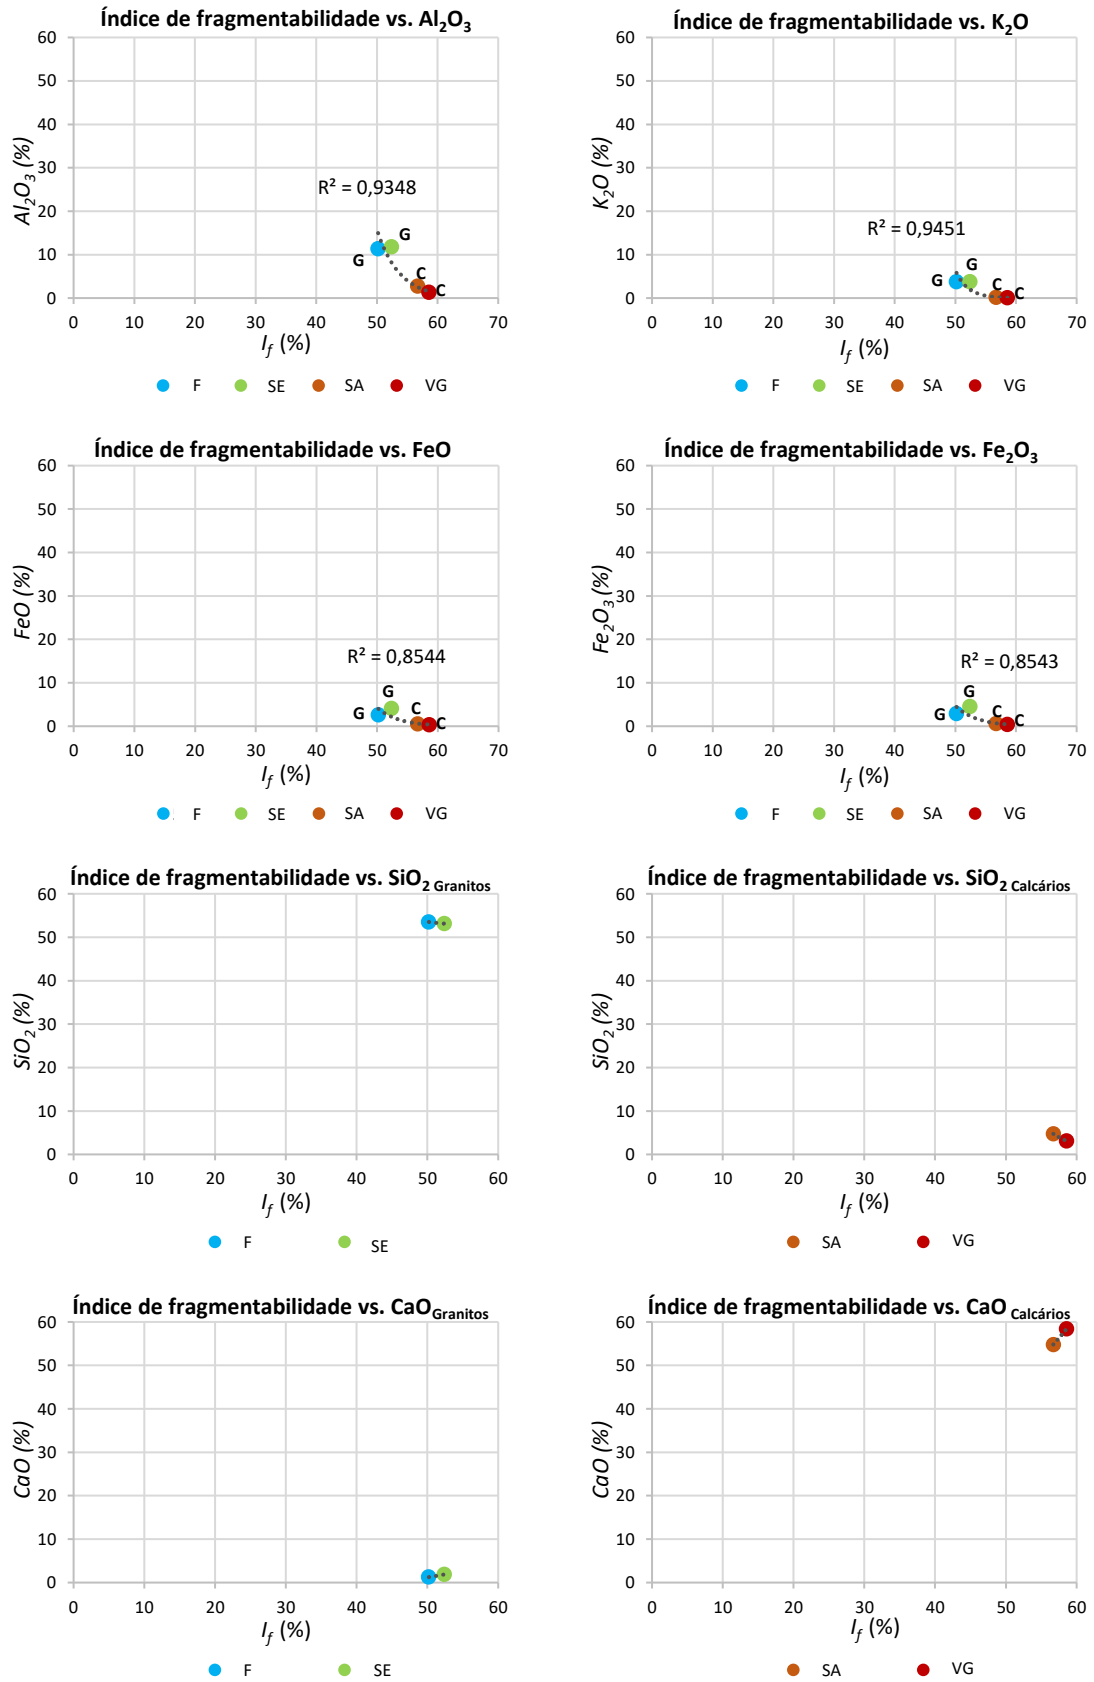 Índice de fragmentabilidade vs. Al₂O₃
60
50
40
30
20
10
0
Al₂O₃ (%)
R² = 0,9348
G
G
C
C
0 10 20 30 40 50 60 70
I_f (%)
F SE SA VG
Índice de fragmentabilidade vs. K₂O
60
50
40
30
20
10
0
K₂O (%)
R² = 0,9451
G
G
C
C
0 10 20 30 40 50 60 70
I_f (%)
F SE SA VG
Índice de fragmentabilidade vs. FeO
60
50
40
30
20
10
0
FeO (%)
R² = 0,8544
G
G
C
C
0 10 20 30 40 50 60 70
I_f (%)
F SE SA VG
Índice de fragmentabilidade vs. Fe₂O₃
60
50
40
30
20
10
0
Fe₂O₃ (%)
R² = 0,8543
G
G
C
C
0 10 20 30 40 50 60 70
I_f (%)
F SE SA VG
Índice de fragmentabilidade vs. SiO₂ Granitos
60
50
40
30
20
10
0
SiO₂ (%)
0 10 20 30 40 50 60
I_f (%)
F SE
Índice de fragmentabilidade vs. SiO₂ Calcários
60
50
40
30
20
10
0
SiO₂ (%)
0 10 20 30 40 50 60
I_f (%)
SA VG
Índice de fragmentabilidade vs. CaO Granitos
60
50
40
30
20
10
0
CaO (%)
0 10 20 30 40 50 60
I_f (%)
F SE
Índice de fragmentabilidade vs. CaO Calcários
60
50
40
30
20
10
0
CaO (%)
0 10 20 30 40 50 60
I_f (%)
SA VG